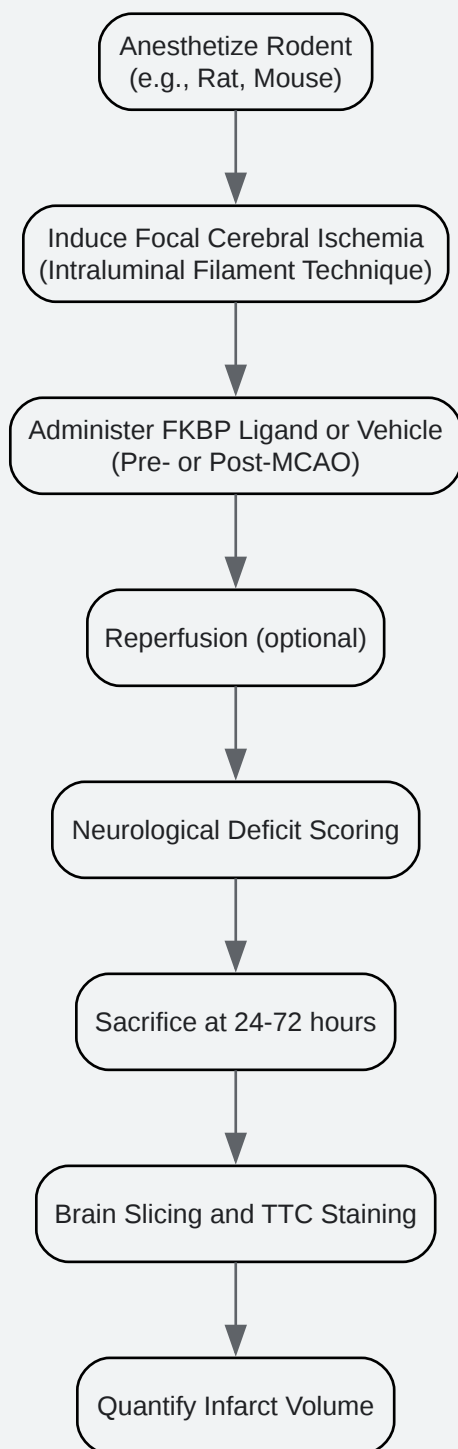 Anesthetize Rodent
(e.g., Rat, Mouse)
Induce Focal Cerebral Ischemia
(Intraluminal Filament Technique)
Administer FKBP Ligand or Vehicle
(Pre- or Post-MCAO)
Reperfusion (optional)
Neurological Deficit Scoring
Sacrifice at 24-72 hours
Brain Slicing and TTC Staining
Quantify Infarct Volume